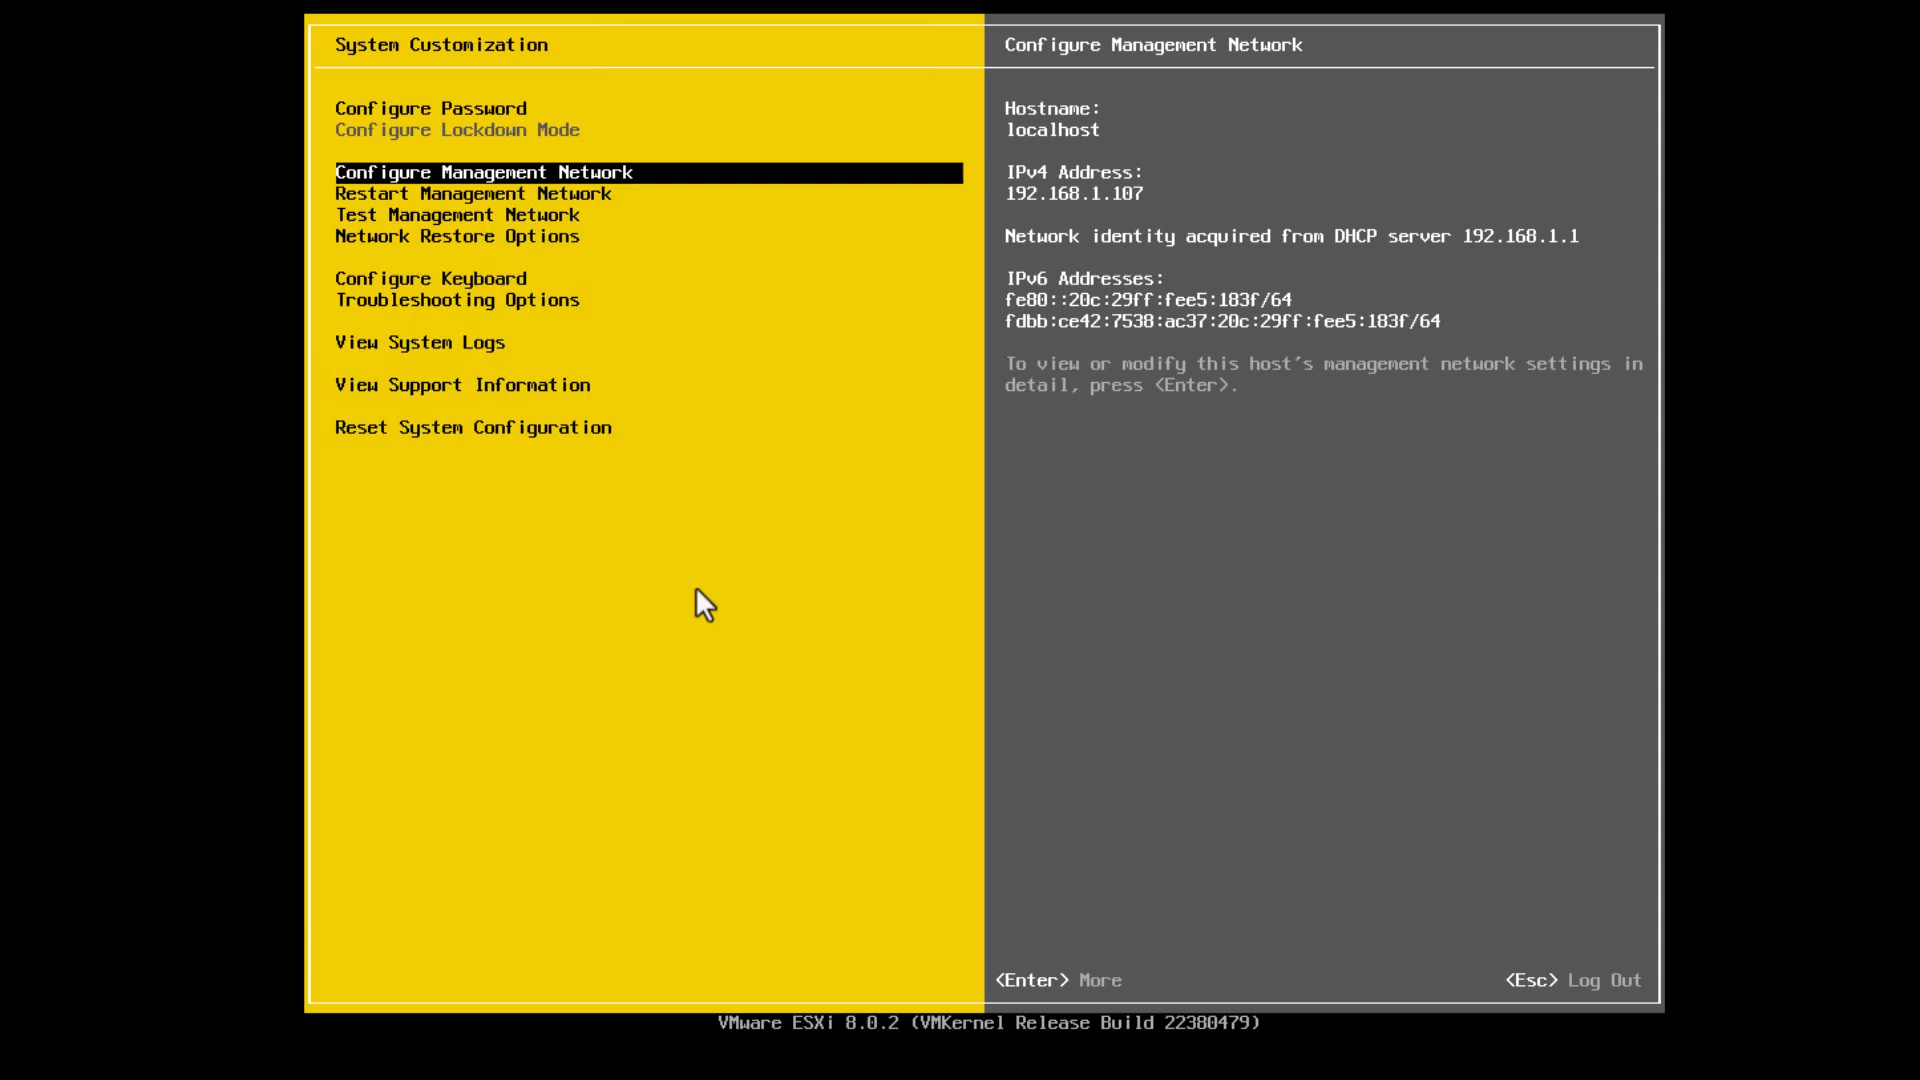 System Customization
Configure Password
Configure Lockdown Mode
Configure Management Network
Restart Management Network
Test Management Network
Network Restore Options
Configure Keyboard
Troubleshooting Options
View System Logs
View Support Information
Reset System Configuration
Configure Management Network
Hostname:
localhost
IPv4 Address:
192.168.1.107
Network identity acquired from DHCP server 192.168.1.1
IPv6 Addresses:
fe80::20c:29ff:fee5:183f/64
fdbb:ce42:7538:ac37:20c:29ff:fee5:183f/64
To view or modify this host's management network settings in
detail, press <Enter>.
<Enter> More
<Esc> Log Out
VMware ESXi 8.0.2 (VMKernel Release Build 22380479)